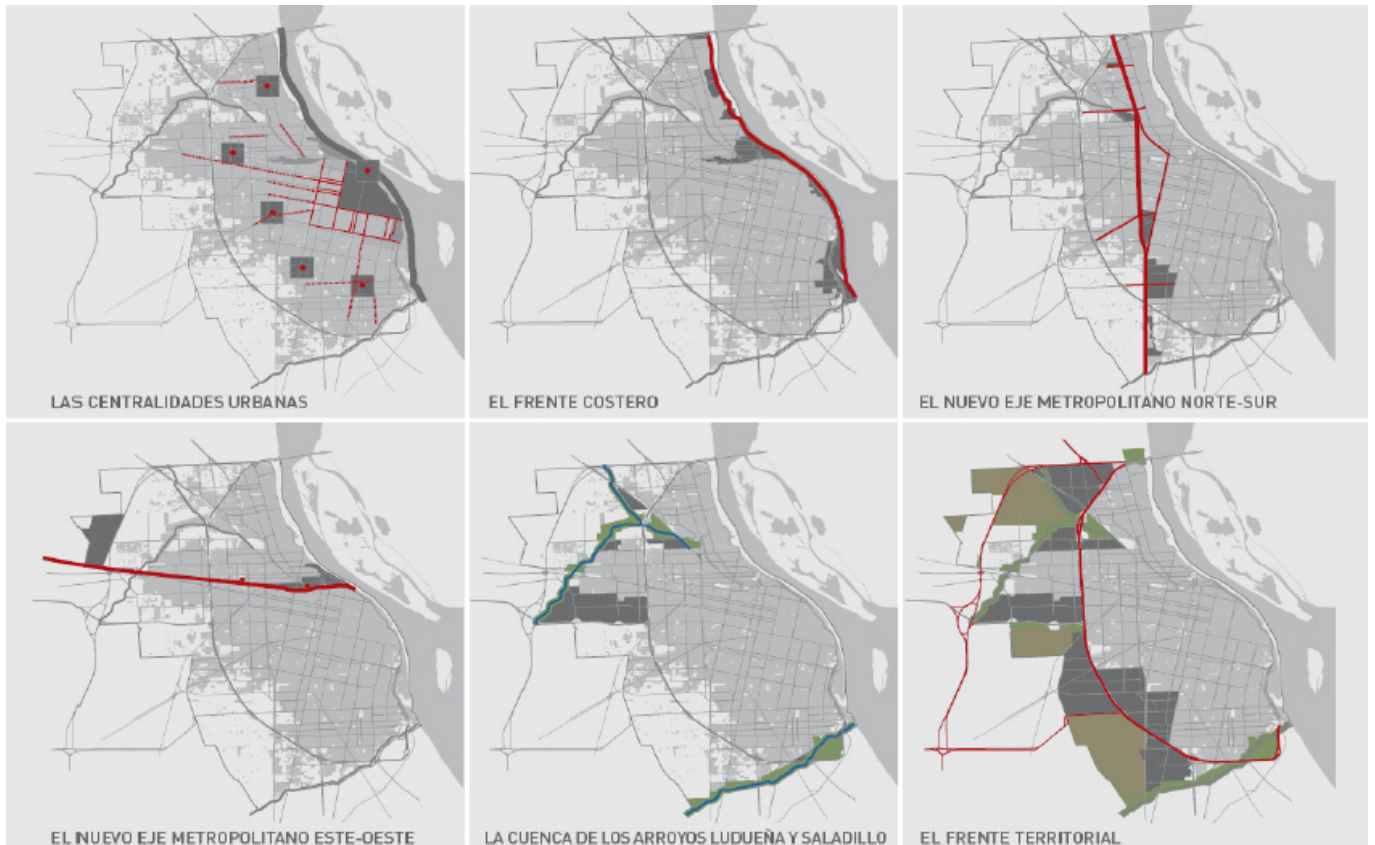 LAS CENTRALIDADES URBANAS
EL FRENTE COSTERO
EL NUEVO EJE METROPOLITANO NORTE-SUR
EL NUEVO EJE METROPOLITANO ESTE-OESTE
LA CUENCA DE LOS ARROYOS LUDUEÑA Y SALADILLO
EL FRENTE TERRITORIAL